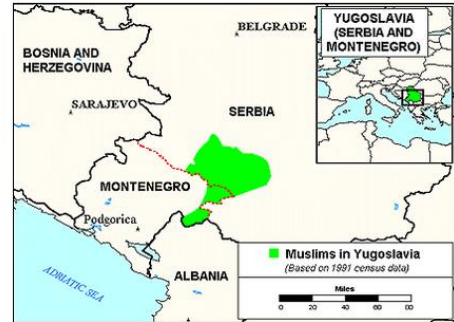 BELGRADE
YUGOSLAVIA
(SERBIA AND
MONTENEGRO)
BOSNIA AND
HERZEGOVINA
SARAJEVO
SERBIA
MONTENEGRO
Podgorica
ALBANIA
ADRIATIC SEA
Muslims in Yugoslavia
(Based on 1991 census data)
Miles
0 20 40 60 80